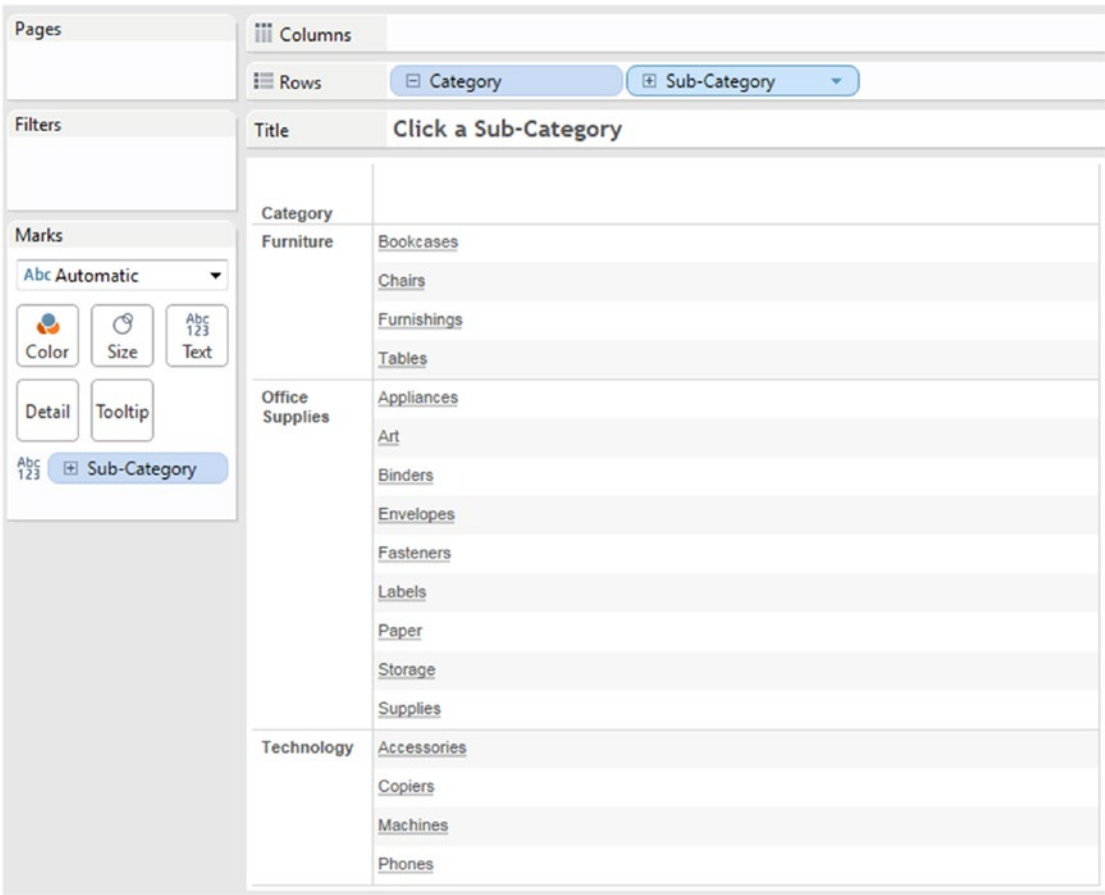 Pages
Columns
Rows
Category
Sub-Category
Filters
Title
Click a Sub-Category
Marks
Abc Automatic
Color
Size
Abc
123
Text
Detail
Tooltip
Abc
123
Sub-Category
Category
Furniture
Bookcases
Chairs
Furnishings
Tables
Office
Supplies
Appliances
Art
Binders
Envelopes
Fasteners
Labels
Paper
Storage
Supplies
Technology
Accessories
Copiers
Machines
Phones